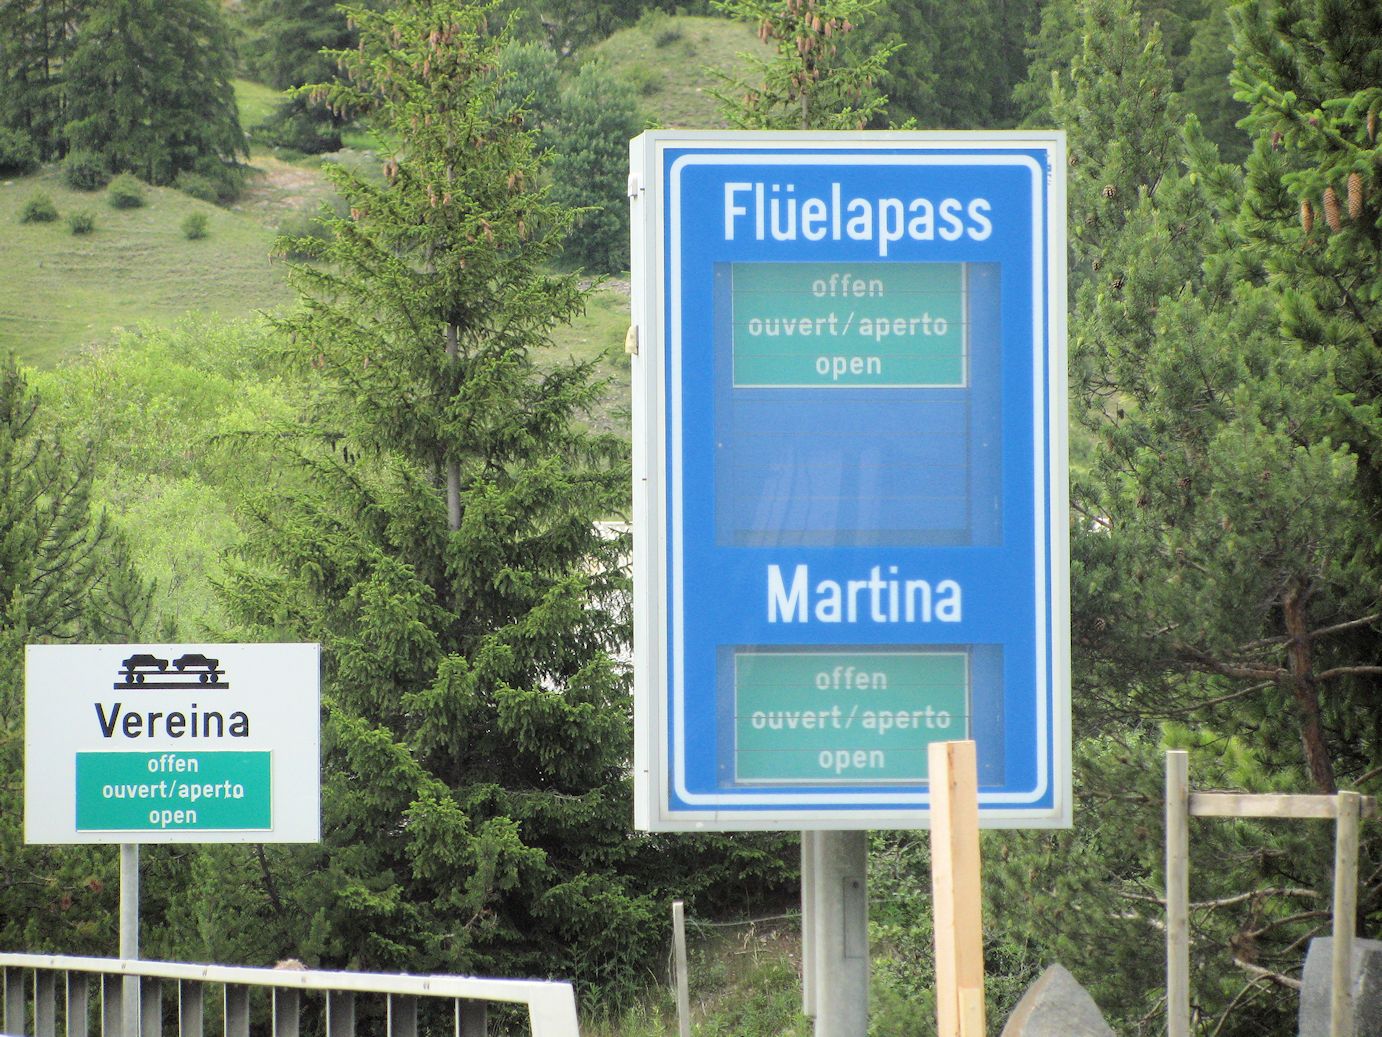 Flüelapass
offen
ouvert/aperto
open
Martina
offen
ouvert/aperto
open
Vereina
offen
ouvert/aperto
open